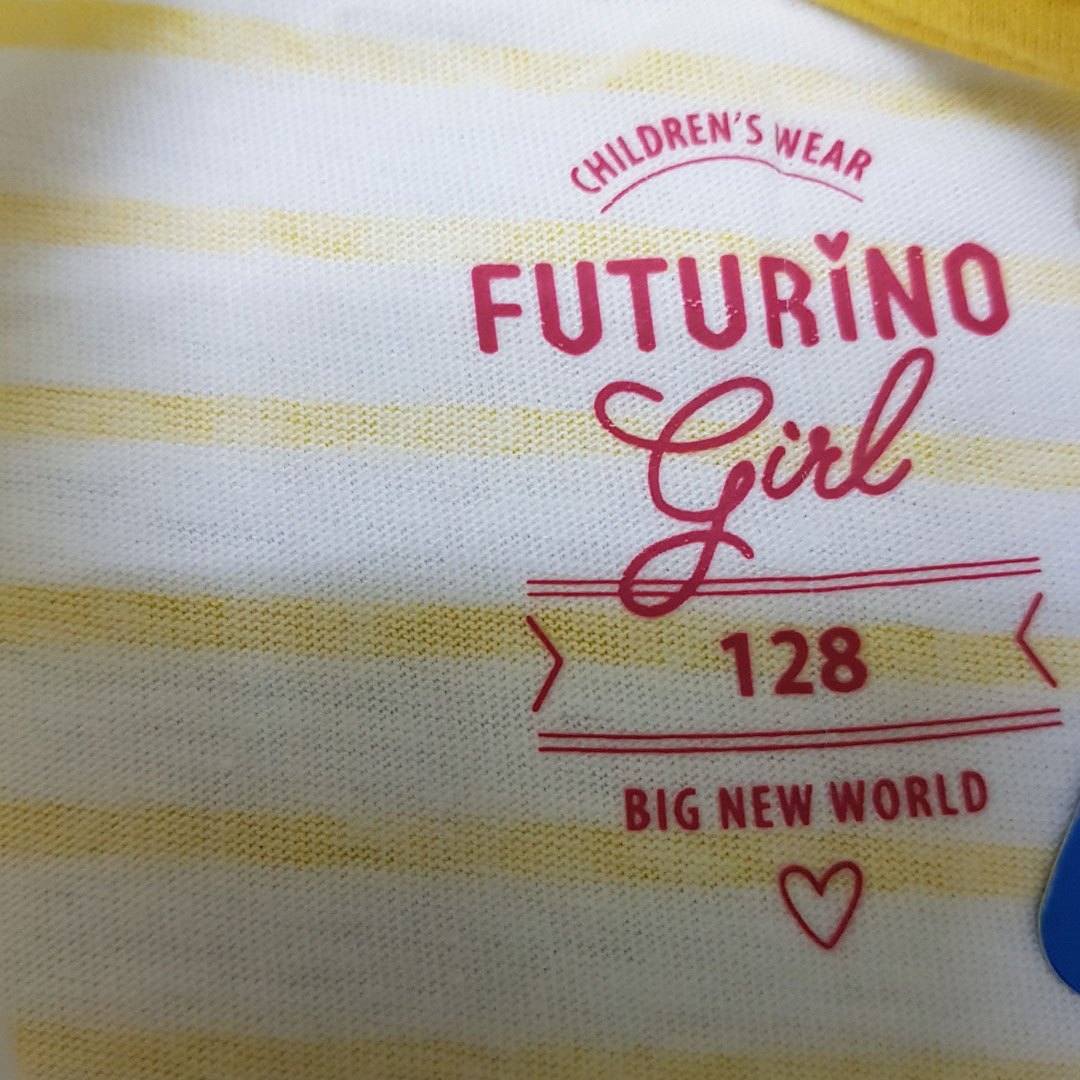 CHILDREN'S WEAR
FUTURINO
Girl
128
BIG NEW WORLD